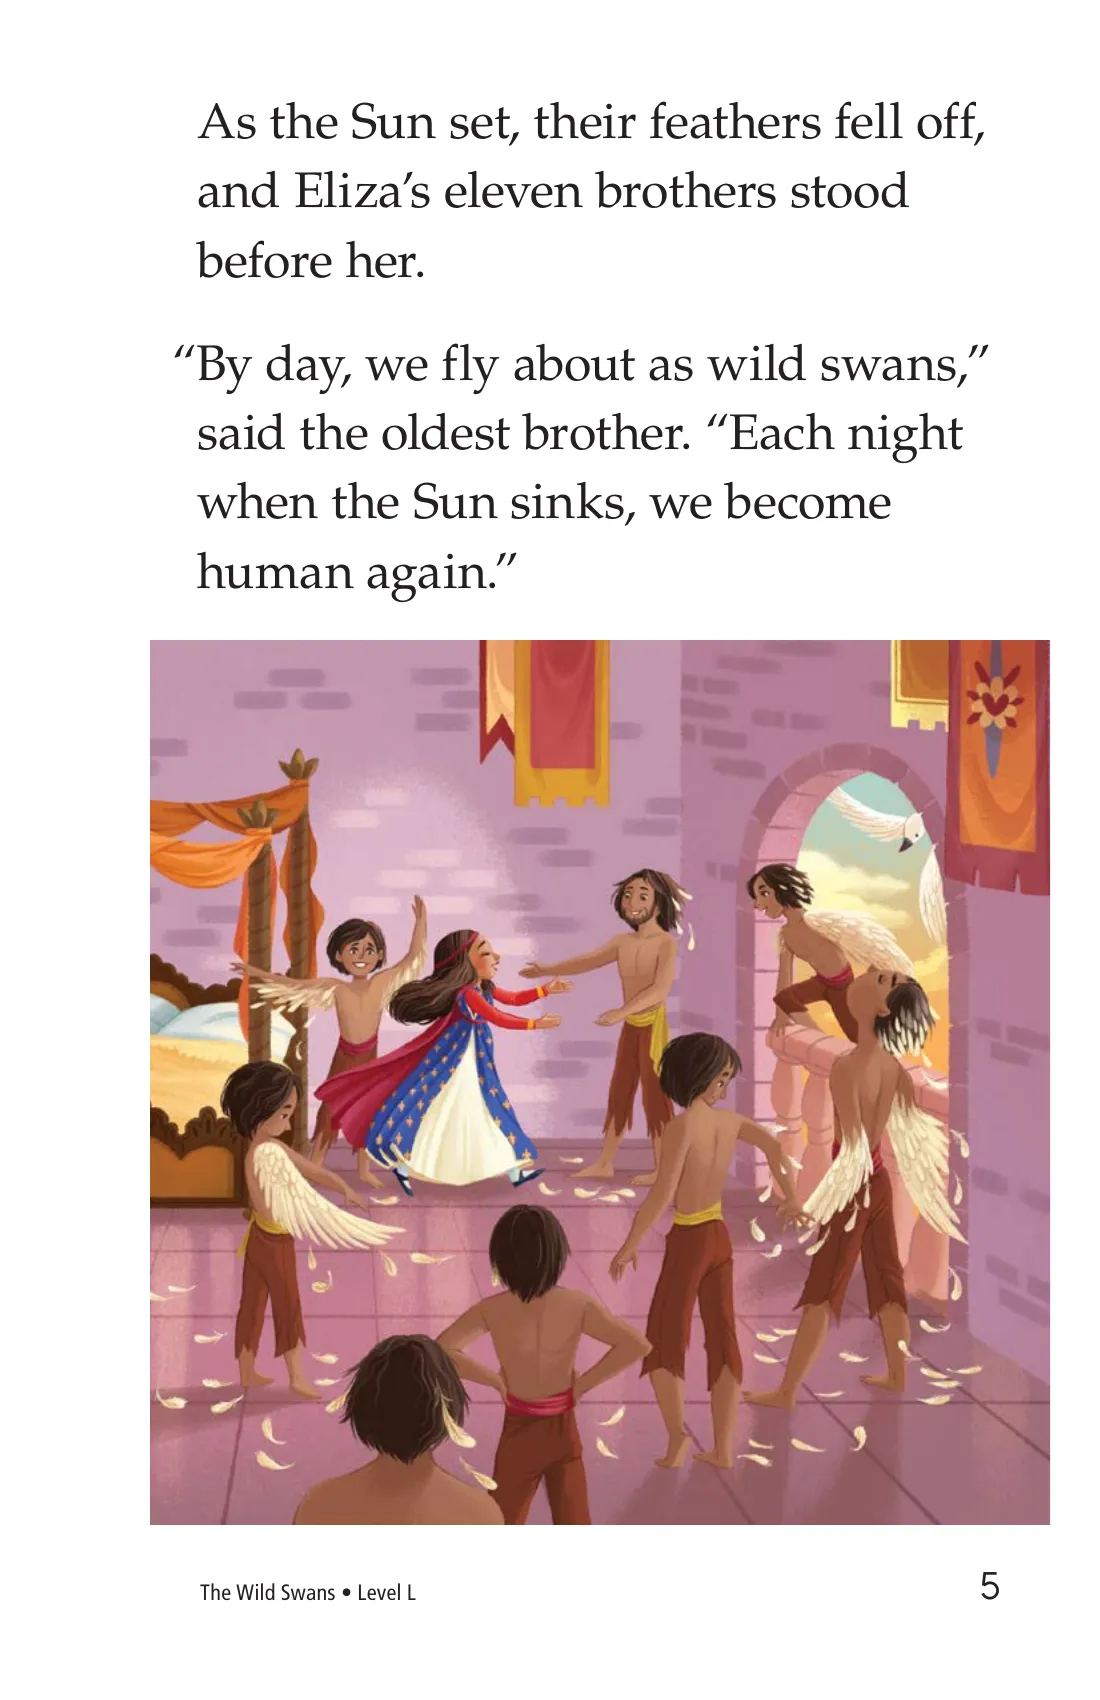 As the Sun set, their feathers fell off,
and Eliza’s eleven brothers stood
before her.
“By day, we fly about as wild swans,”
said the oldest brother. “Each night
when the Sun sinks, we become
human again.”
The Wild Swans • Level L
5